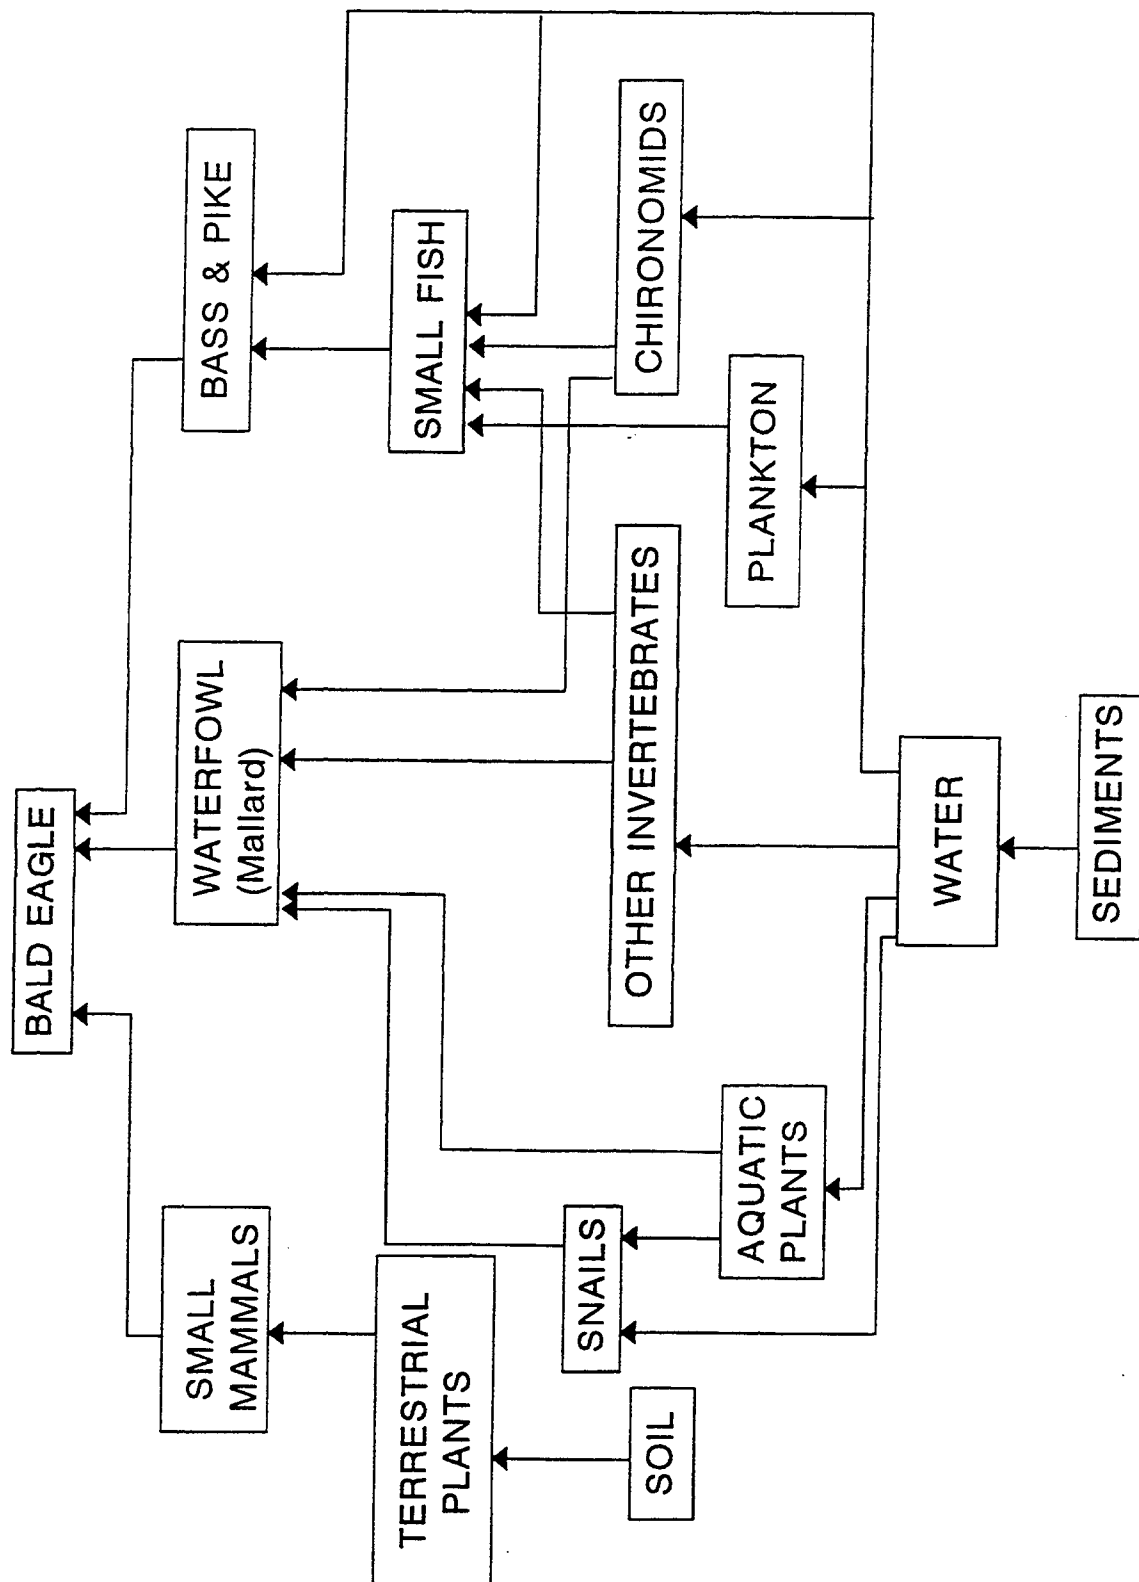 BALD EAGLE
SMALL
MAMMALS
WATERFOWL
(Mallard)
BASS & PIKE
TERRESTRIAL
PLANTS
SMALL FISH
SNAILS
OTHER INVERTEBRATES
CHIRONOMIDS
SOIL
AQUATIC
PLANTS
PLANKTON
WATER
SEDIMENTS